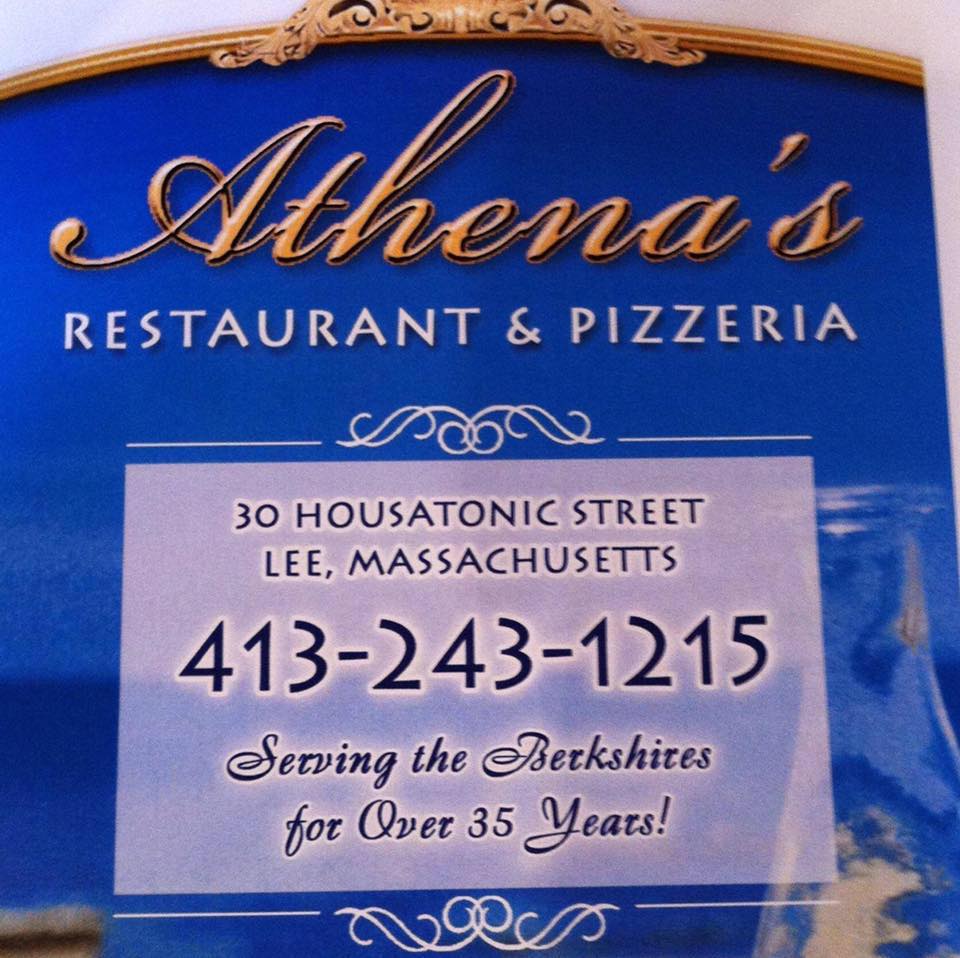 Athena's
RESTAURANT & PIZZERIA
30 HOUSATONIC STREET
LEE, MASSACHUSETTS
413-243-1215
Serving the Berkshires
for Over 35 Years!